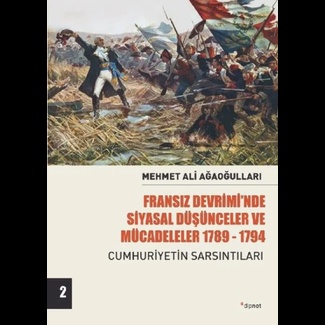 MEHMET ALİ AĞAOĞULLARI
FRANSIZ DEVRİMİ'NDE
SİYASAL DÜŞÜNCELER VE
MÜCADELELER 1789 - 1794
CUMHURİYETİN SARSINTILARI
2
dipnot